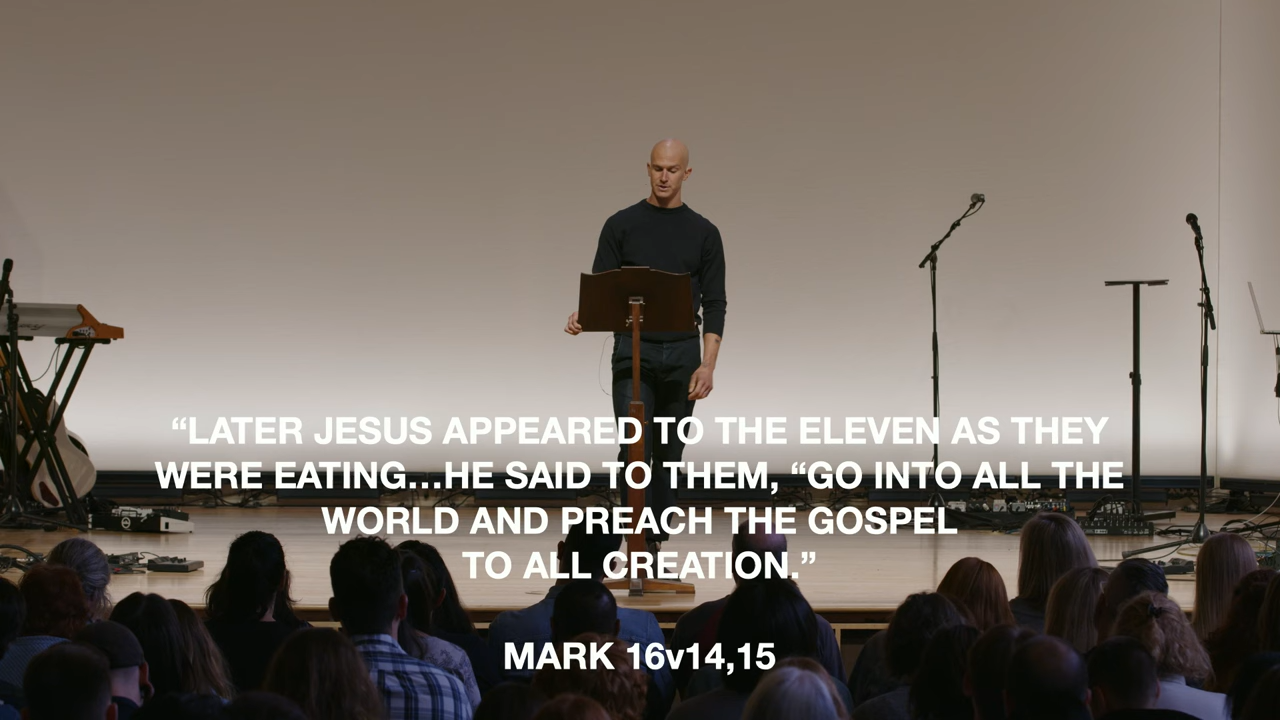 “LATER JESUS APPEARED TO THE ELEVEN AS THEY
WERE EATING...HE SAID TO THEM, “GO INTO ALL THE
WORLD AND PREACH THE GOSPEL
TO ALL CREATION.”
MARK 16v14,15